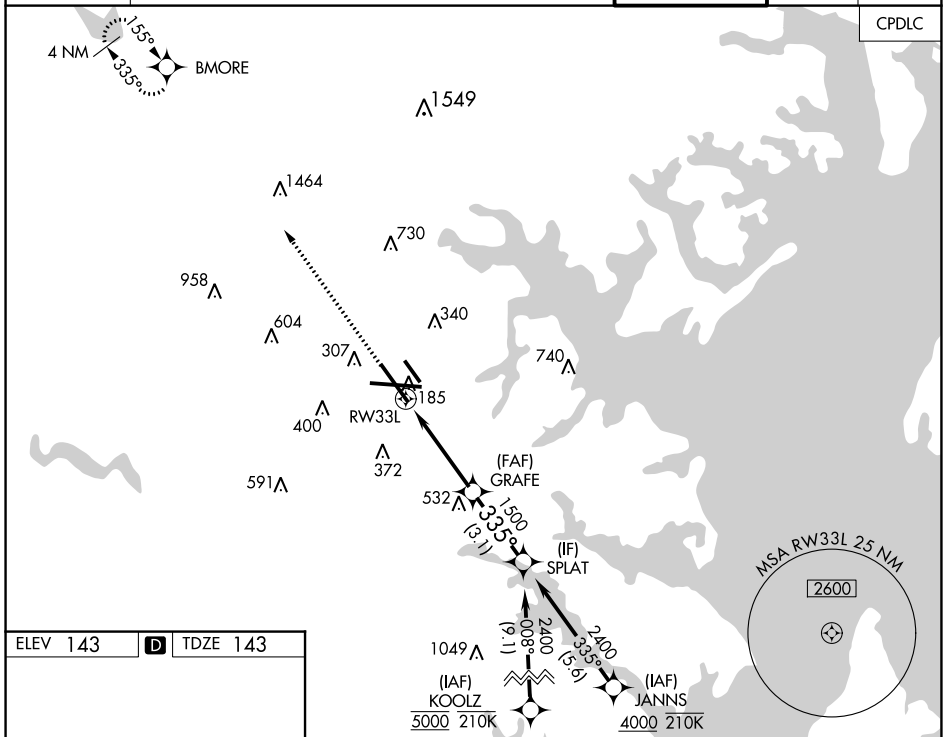 CPDLC
155°
4 NM
335°
BMORE
1549
1464
730
958
604
340
307
740
185
RW33L
400
372
591
(FAF)
GRAFE
532
1500
335°
(3.1)
(IF)
SPLAT
MSA RW33L 25 NM
2600
ELEV 143 D TDZE 143
1049
2400
008°
(9.1)
2400
335°
(5.6)
(IAF)
KOOLZ
5000 210K
(IAF)
JANNS
4000 210K